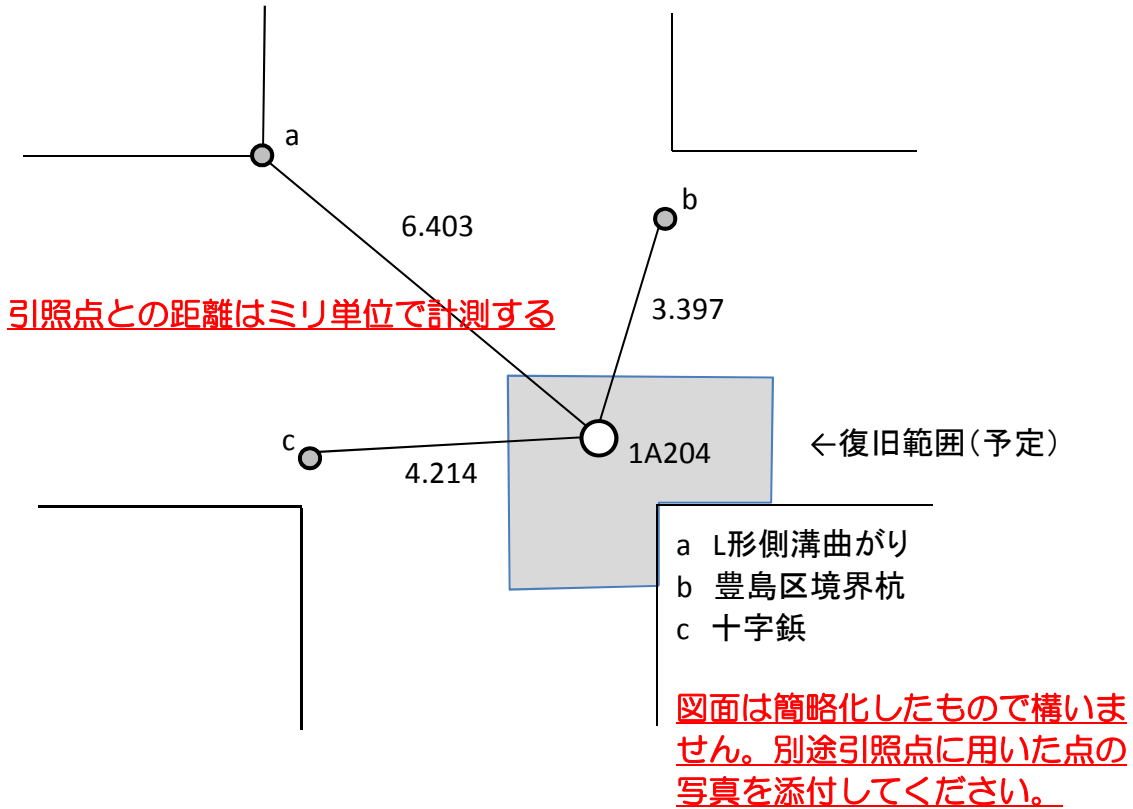 a
b
6.403
引照点との距離はミリ単位で計測する
3.397
c
1A204
←復旧範囲(予定)
4.214
a L形側溝曲がり
b 豊島区境界杭
c 十字鋲
図面は簡略化したもので構いま
せん。別途引照点に用いた点の
写真を添付してください。